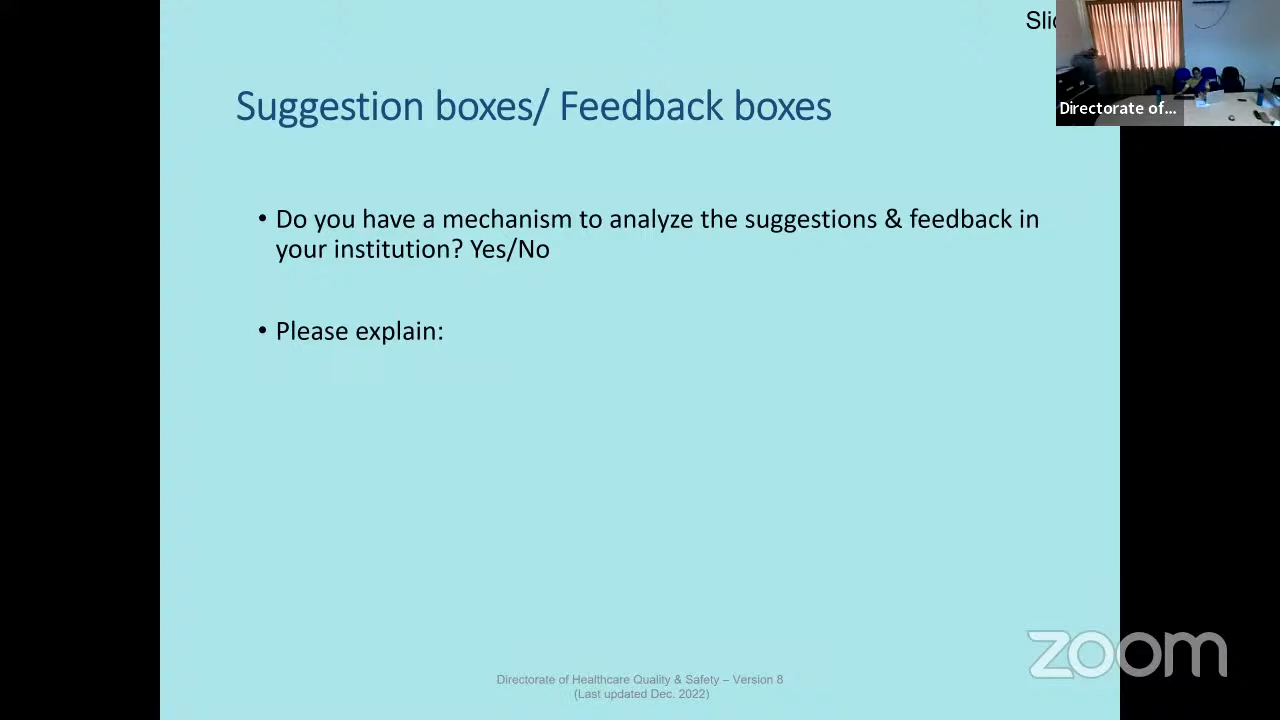 Suggestion boxes/ Feedback boxes
Directorate of...
• Do you have a mechanism to analyze the suggestions & feedback in
your institution? Yes/No
• Please explain:
Directorate of Healthcare Quality & Safety – Version 8
(Last updated Dec. 2022)
zoom